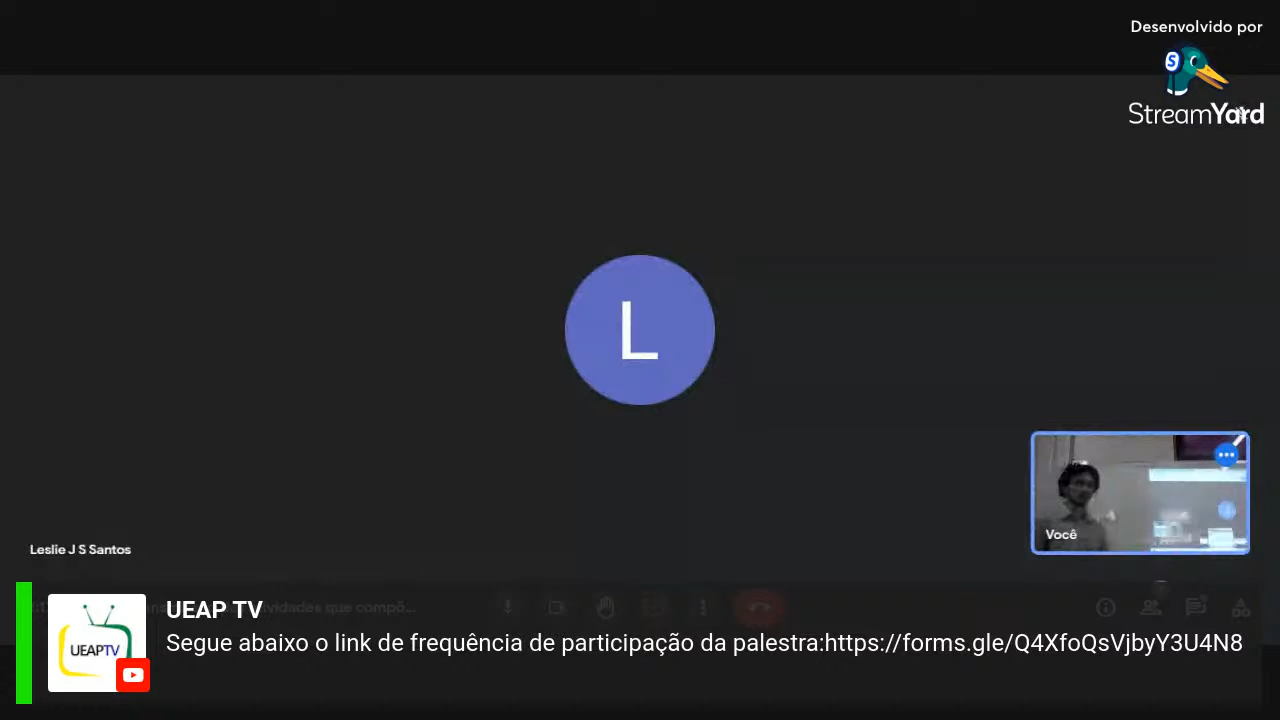 Desenvolvido por
S
StreamYard
L
Você
Leslie J S Santos
UEAP TV
UEAPTV
Segue abaixo o link de frequência de participação da palestra:https://forms.gle/Q4XfoQsVjbyY3U4N8